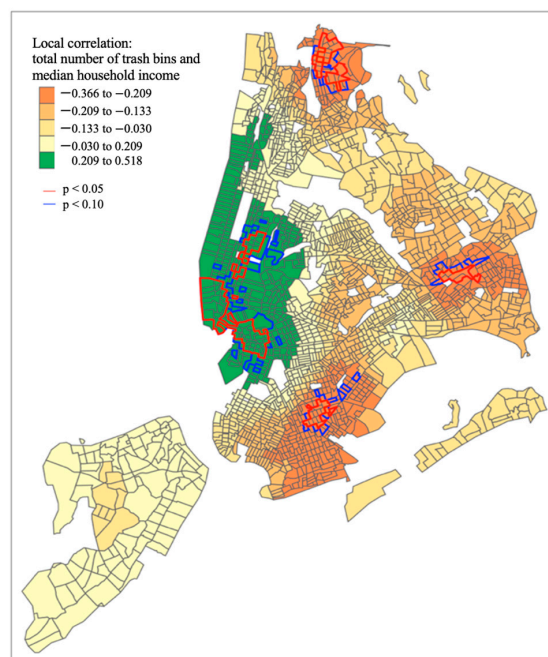 Local correlation:
total number of trash bins and
median household income
−0.366 to −0.209
−0.209 to −0.133
−0.133 to −0.030
−0.030 to 0.209
0.209 to 0.518
p < 0.05
p < 0.10